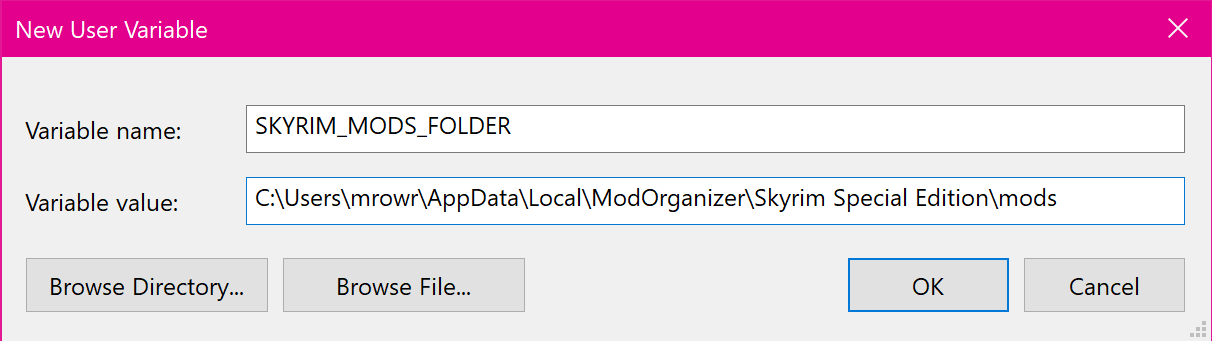 New User Variable
Variable name:
SKYRIM_MODS_FOLDER
Variable value:
C:\Users\mrowr\AppData\Local\ModOrganizer\Skyrim Special Edition\mods
Browse Directory...
Browse File...
OK
Cancel